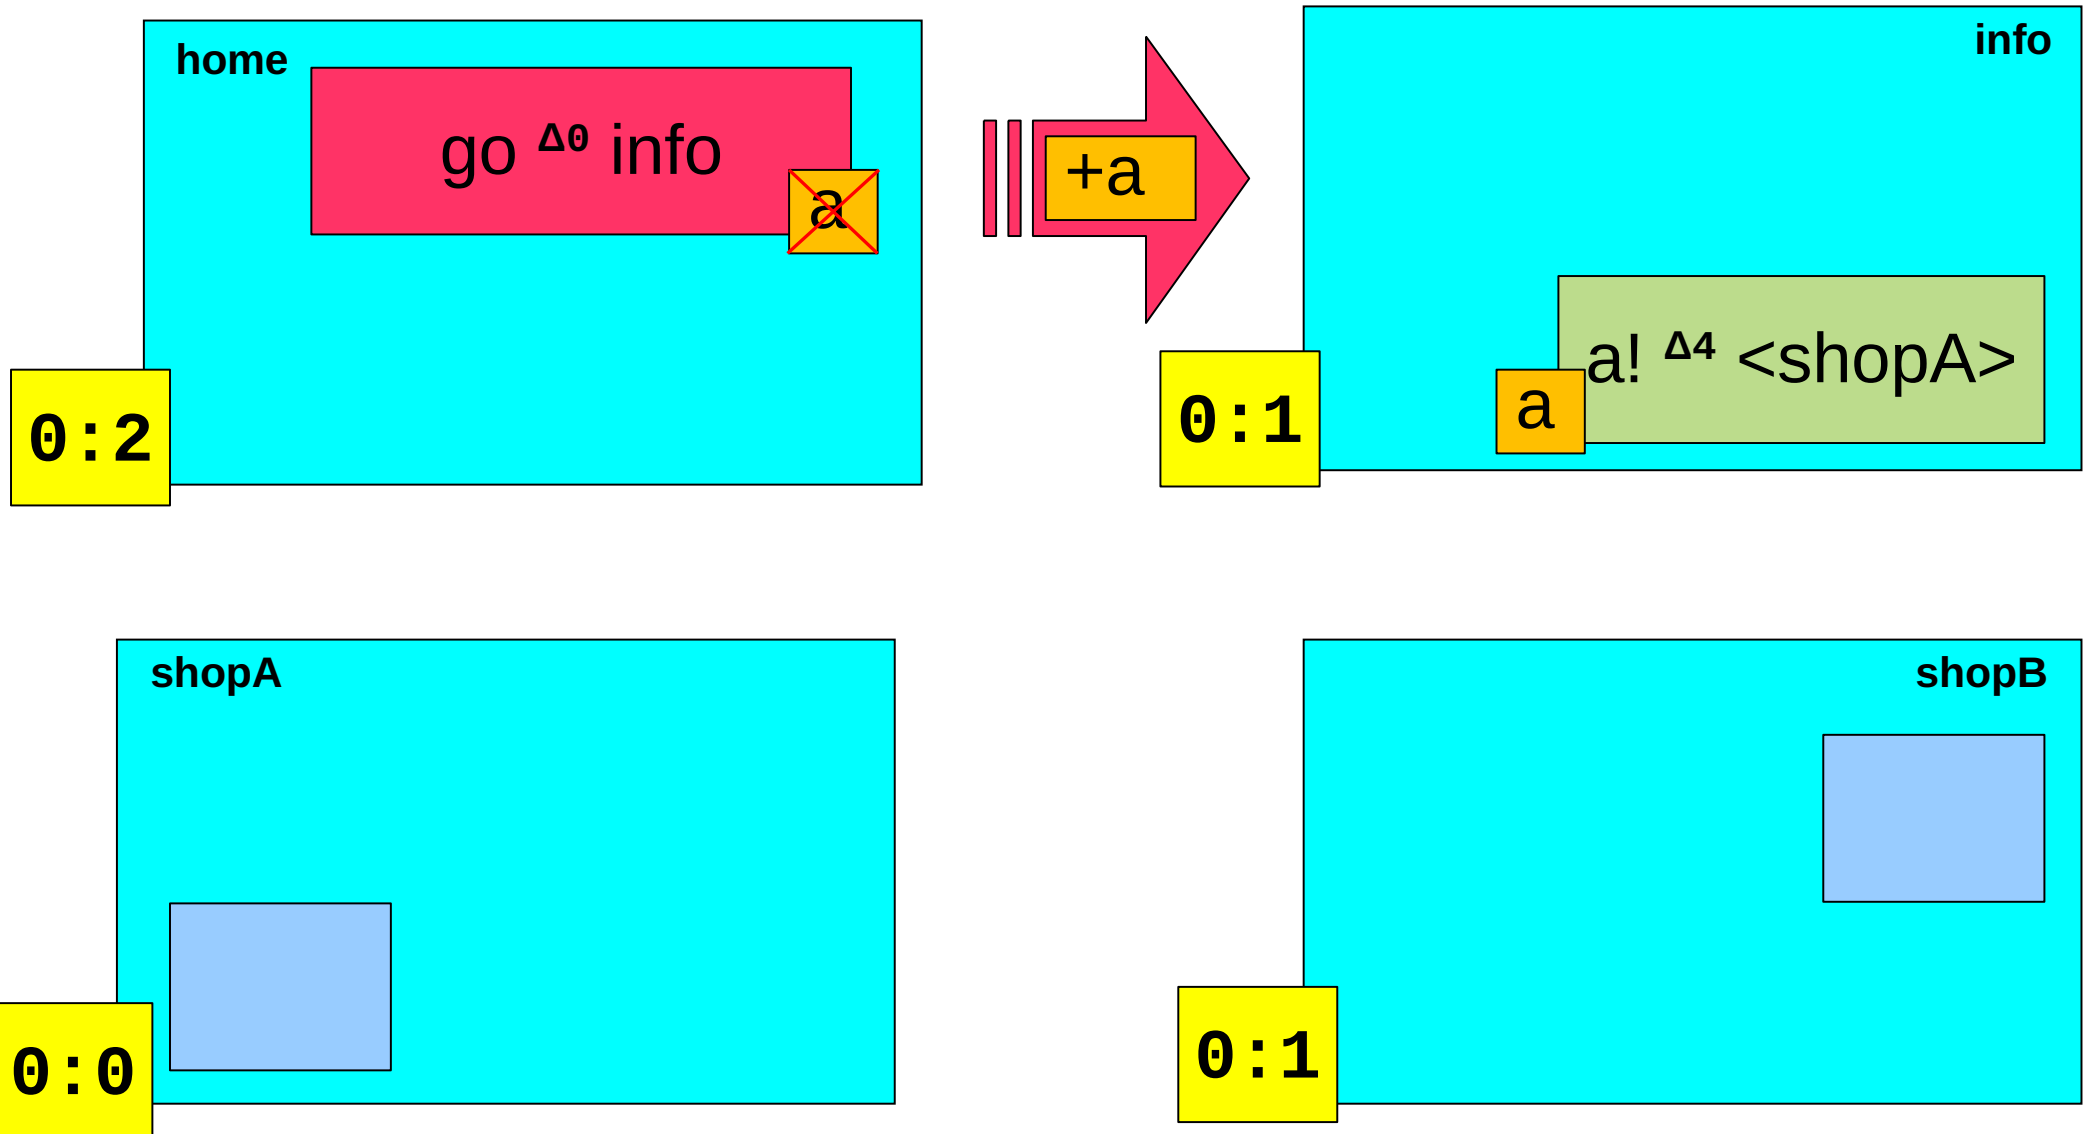 home
go Δ0 info
a
0:2
+a
info
a! Δ4 <shopA>
a
0:1
shopA
0:0
shopB
0:1